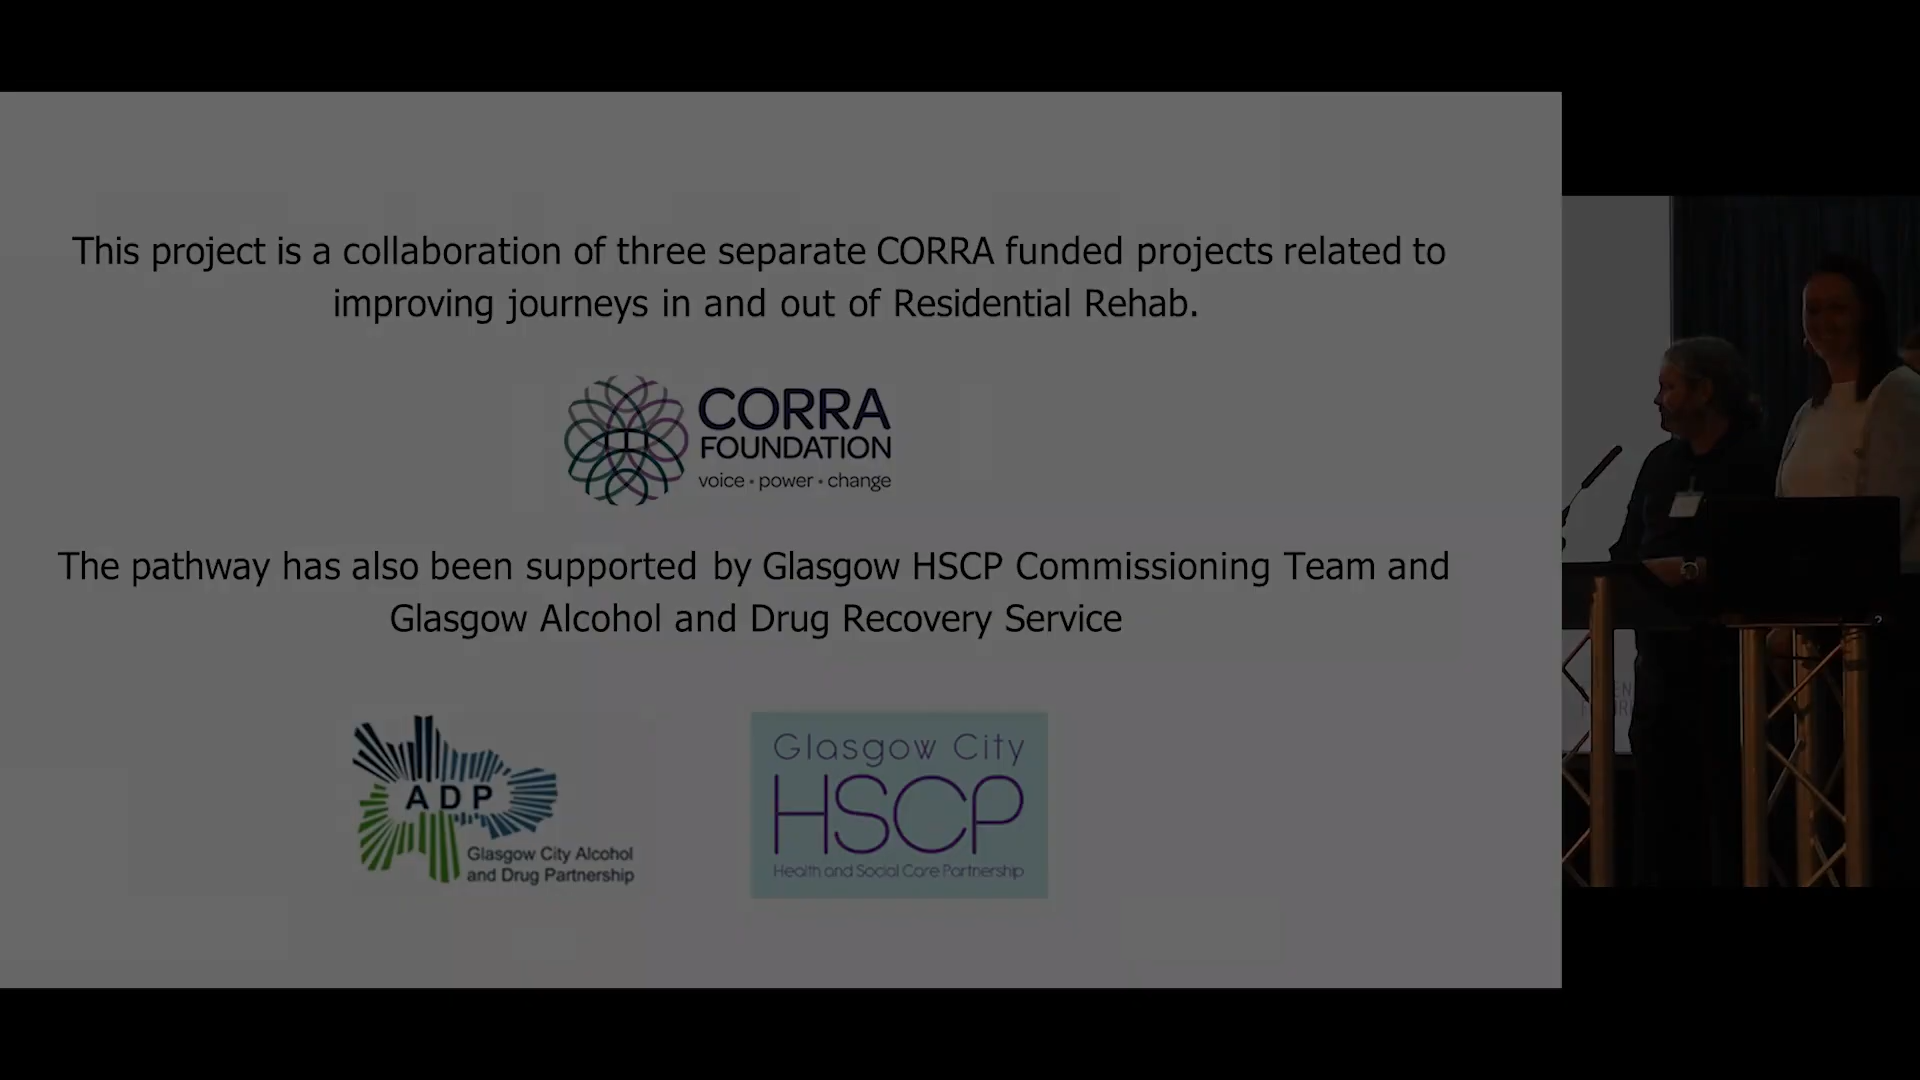 This project is a collaboration of three separate CORRA funded projects related to
improving journeys in and out of Residential Rehab.
CORRA
FOUNDATION
voice • power • change
The pathway has also been supported by Glasgow HSCP Commissioning Team and
Glasgow Alcohol and Drug Recovery Service
ADP
Glasgow City Alcohol
and Drug Partnership
Glasgow City
HSCP
Health and Social Care Partnership